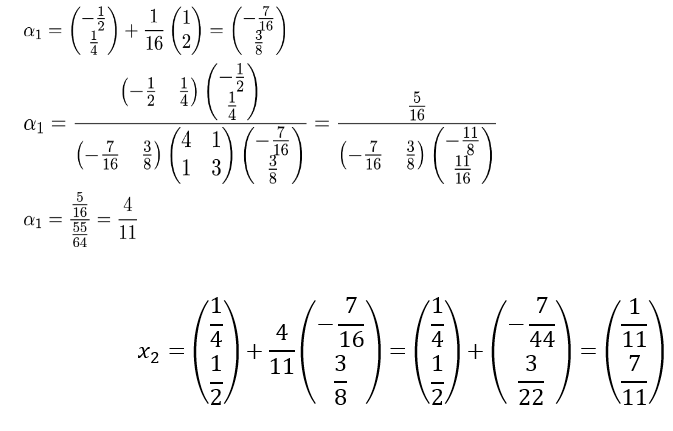 α₁ = (−1/2; 1/4) + 1/16 (1; 2) = (−7/16; 3/8)
α₁ = (−1/2 1/4)(−1/2; 1/4) / (−7/16 3/8)(4 1; 1 3)(−7/16; 3/8) = 5/16 / (−7/16 3/8)(−11/8; 11/16)
α₁ = 5/16 / 55/64 = 4/11
x₂ = (1/4; 1/2) + 4/11 (−7/16; 3/8) = (1/4; 1/2) + (−7/44; 3/22) = (1/11; 7/11)